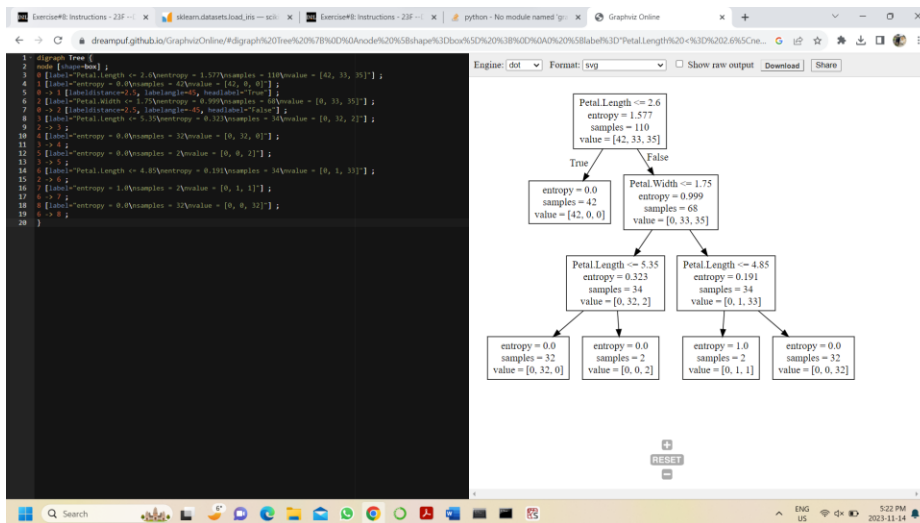 Exercise#8: Instructions - 23F -
sklearn.datasets.load_iris — scik
Exercise#8: Instructions - 23F -
python - No module named 'gr
Graphviz Online
dreampuf.github.io/GraphvizOnline/#digraph%20Tree%20%7B%0D%0Anode%20%5Bshape%3Dbox%5D%20%3B%0D%0A0%20%5Blabel%3D"Petal.Length%20<%3D%202.6%5Cne...
1 digraph Tree {
2 node [shape=box] ;
3 0 [label="Petal.Length <= 2.6\nentropy = 1.577\nsamples = 110\nvalue = [42, 33, 35]"] ;
4 1 [label="entropy = 0.0\nsamples = 42\nvalue = [42, 0, 0]"] ;
5 0 -> 1 [labeldistance=2.5, labelangle=45, headlabel="True"] ;
6 2 [label="Petal.Width <= 1.75\nentropy = 0.999\nsamples = 68\nvalue = [0, 33, 35]"] ;
7 0 -> 2 [labeldistance=2.5, labelangle=-45, headlabel="False"] ;
8 3 [label="Petal.Length <= 5.35\nentropy = 0.323\nsamples = 34\nvalue = [0, 32, 2]"] ;
9 2 -> 3 ;
10 4 [label="entropy = 0.0\nsamples = 32\nvalue = [0, 32, 0]"] ;
11 3 -> 4 ;
12 5 [label="entropy = 0.0\nsamples = 2\nvalue = [0, 0, 2]"] ;
13 3 -> 5 ;
14 6 [label="Petal.Length <= 4.85\nentropy = 0.191\nsamples = 34\nvalue = [0, 1, 33]"] ;
15 2 -> 6 ;
16 7 [label="entropy = 1.0\nsamples = 2\nvalue = [0, 1, 1]"] ;
17 6 -> 7 ;
18 8 [label="entropy = 0.0\nsamples = 32\nvalue = [0, 0, 32]"] ;
19 6 -> 8 ;
20 }
Engine: dot Format: svg Show raw output Download Share
Petal.Length <= 2.6
entropy = 1.577
samples = 110
value = [42, 33, 35]
True
False
entropy = 0.0
samples = 42
value = [42, 0, 0]
Petal.Width <= 1.75
entropy = 0.999
samples = 68
value = [0, 33, 35]
Petal.Length <= 5.35
entropy = 0.323
samples = 34
value = [0, 32, 2]
Petal.Length <= 4.85
entropy = 0.191
samples = 34
value = [0, 1, 33]
entropy = 0.0
samples = 32
value = [0, 32, 0]
entropy = 0.0
samples = 2
value = [0, 0, 2]
entropy = 1.0
samples = 2
value = [0, 1, 1]
entropy = 0.0
samples = 32
value = [0, 0, 32]
RESET
Search
6°
ENG
US
5:22 PM
2023-11-14